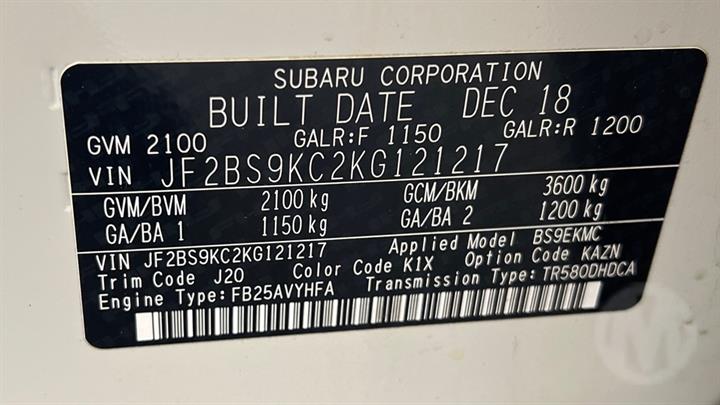 SUBARU CORPORATION
BUILT DATE DEC 18
GVM 2100 GALR:F 1150 GALR:R 1200
VIN JF2BS9KC2KG121217
GVM/BVM 2100 kg GCM/BKM 3600 kg
GA/BA 1 1150 kg GA/BA 2 1200 kg
VIN JF2BS9KC2KG121217 Applied Model BS9EKMC
Trim Code J20 Color Code K1X Option Code KAZN
Engine Type:FB25AVYHFA Transmission Type:TR580DHDCA
M